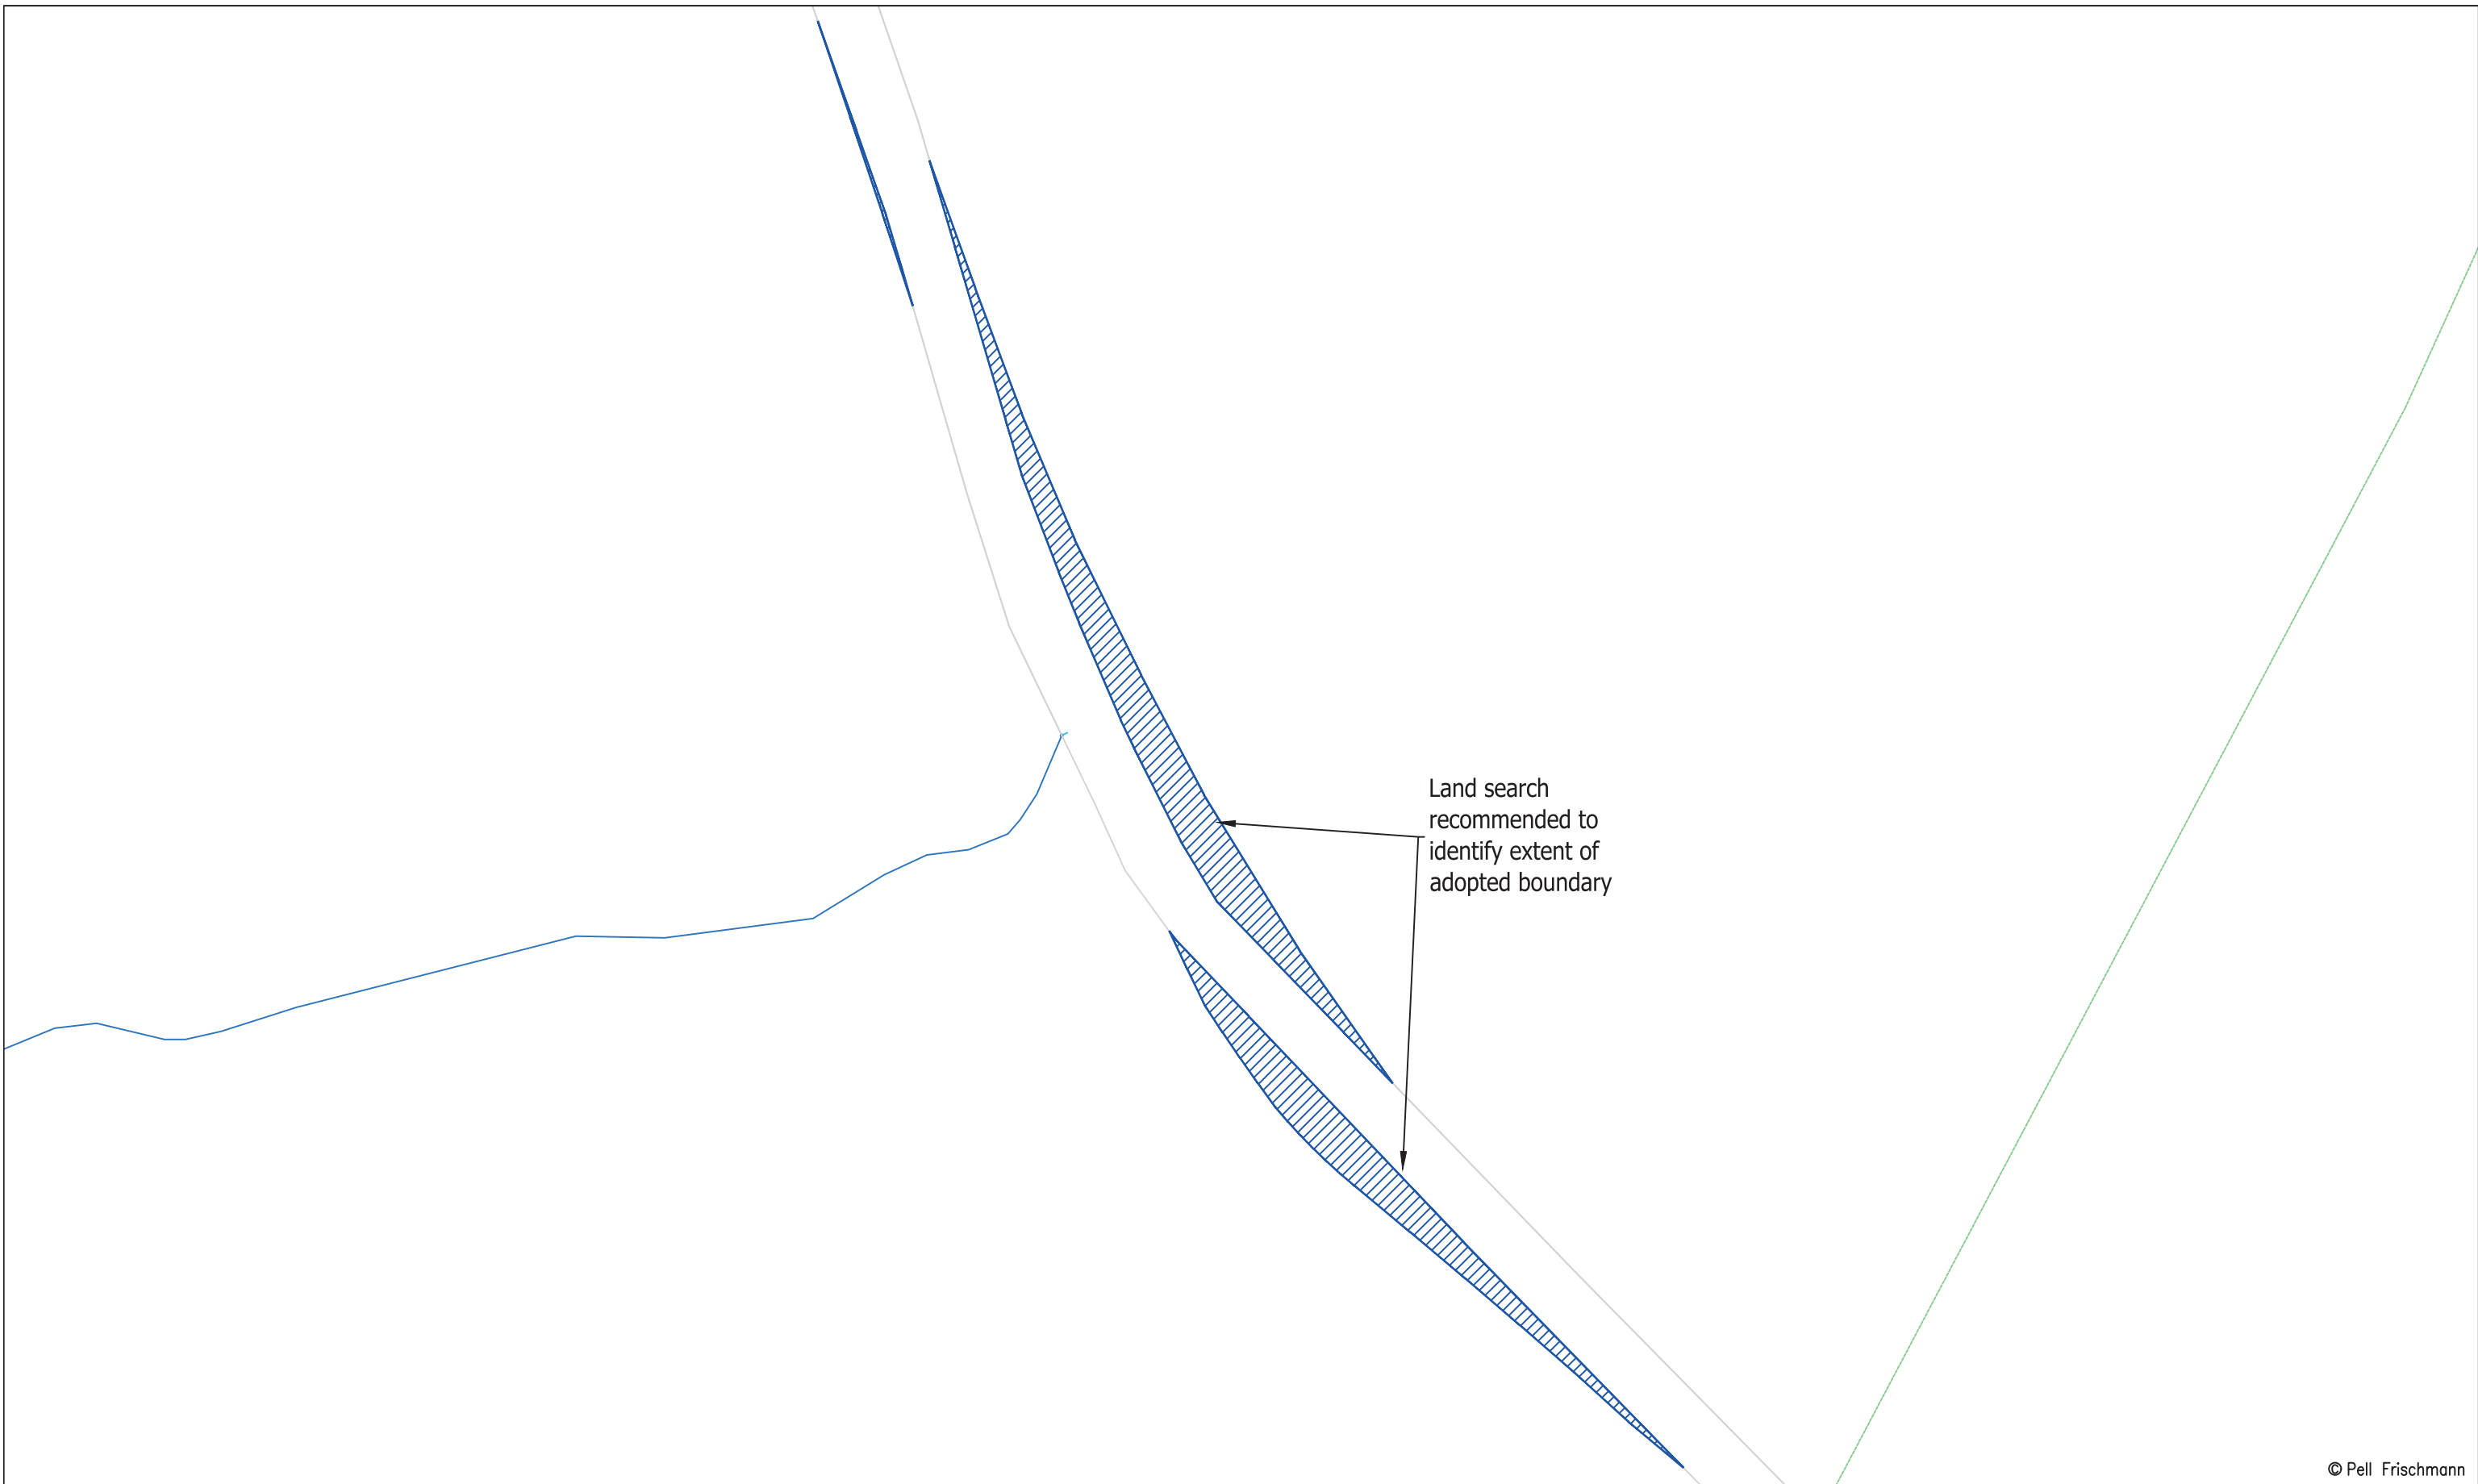 Land search
recommended to
identify extent of
adopted boundary
© Pell Frischmann